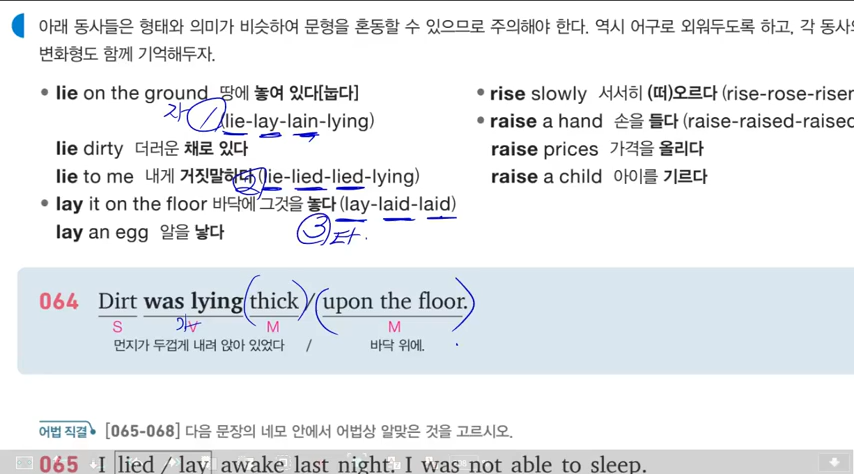 아래 동사들은 형태와 의미가 비슷하여 문형을 혼동할 수 있으므로 주의해야 한다. 역시 어구로 외워두도록 하고, 각 동사의
변화형도 함께 기억해두자.
• lie on the ground 땅에 놓여 있다[눕다]
자 ① (lie-lay-lain-lying)
lie dirty 더러운 채로 있다
lie to me 내게 거짓말하다 ② (lie-lied-lied-lying)
• lay it on the floor 바닥에 그것을 놓다 (lay-laid-laid)
lay an egg 알을 낳다 ③ 타.
• rise slowly 서서히 (떠)오르다 (rise-rose-risen
• raise a hand 손을 들다 (raise-raised-raised
raise prices 가격을 올리다
raise a child 아이를 기르다
064 Dirt was lying (thick) / (upon the floor.)
S V M M
자
먼지가 두껍게 내려 앉아 있었다 / 바닥 위에.
어법 직결 [065-068] 다음 문장의 네모 안에서 어법상 알맞은 것을 고르시오.
065 I lied / lay awake last night. I was not able to sleep.